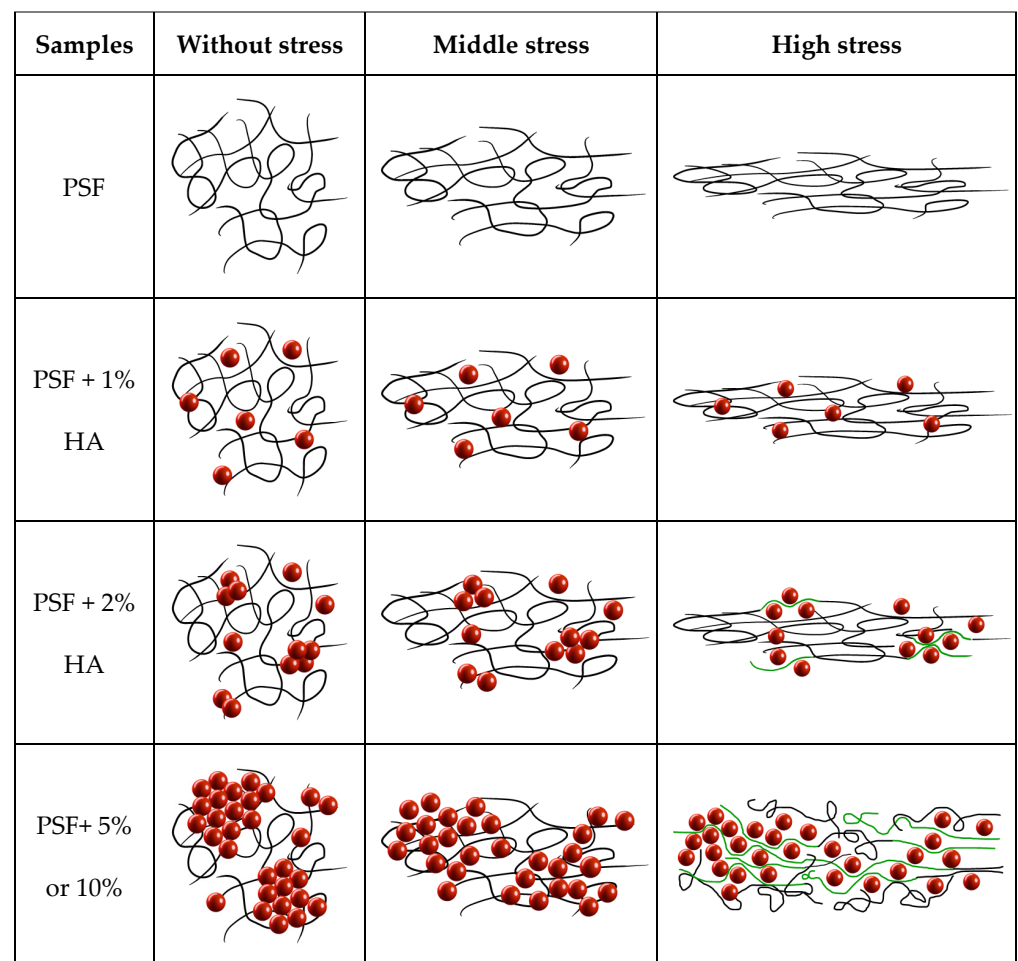 Samples Without stress Middle stress High stress
PSF
PSF + 1%
HA
PSF + 2%
HA
PSF+ 5%
or 10%